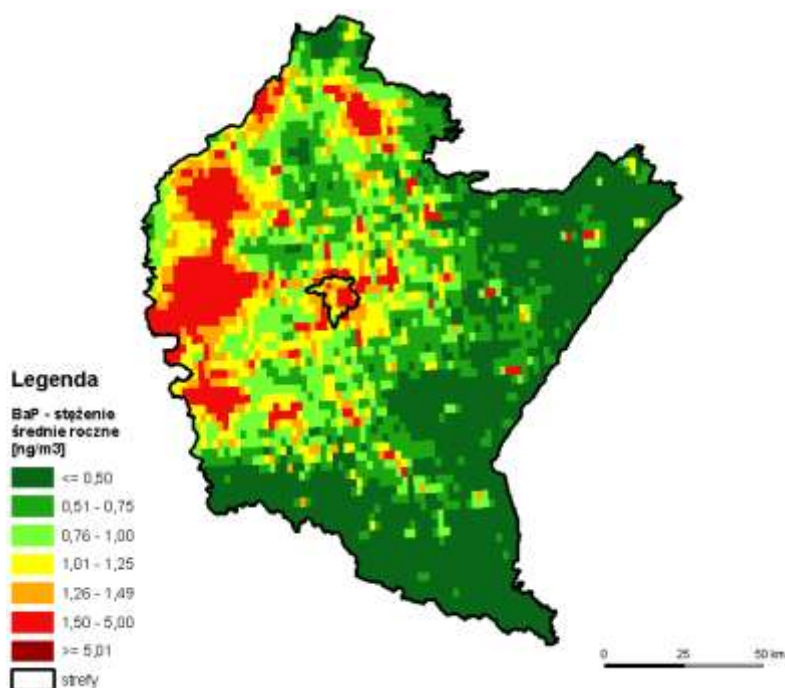 Legenda
BaP - stężenie
średnie roczne
[ng/m3]
<= 0,50
0,51 - 0,75
0,76 - 1,00
1,01 - 1,25
1,26 - 1,49
1,50 - 5,00
>= 5,01
strefy
0 25 50 km